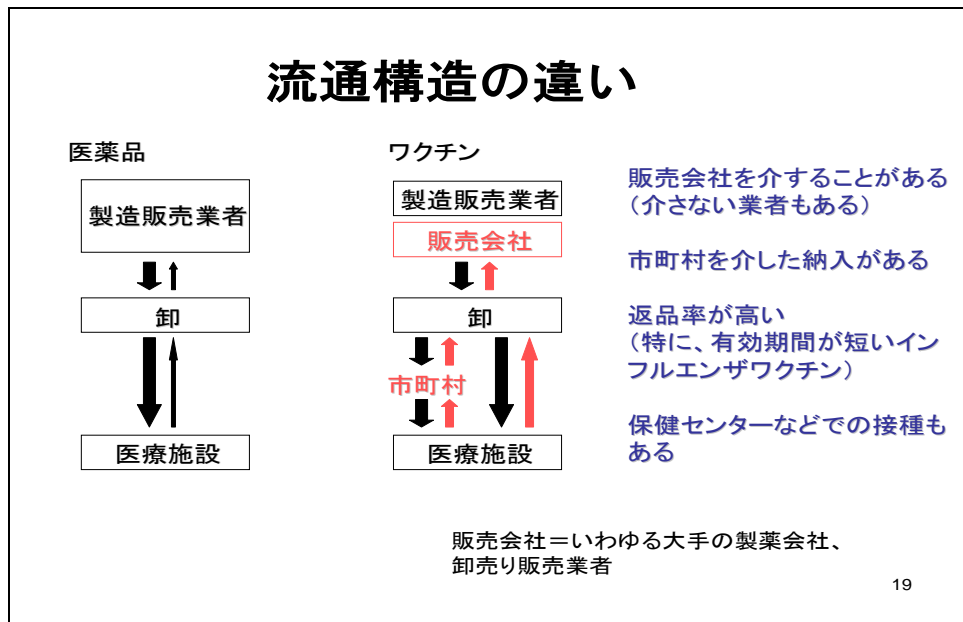 流通構造の違い
医薬品
製造販売業者
卸
医療施設
ワクチン
製造販売業者
販売会社
卸
市町村
医療施設
販売会社を介することがある
（介さない業者もある）
市町村を介した納入がある
返品率が高い
（特に、有効期間が短いイン
フルエンザワクチン）
保健センターなどでの接種も
ある
販売会社＝いわゆる大手の製薬会社、
卸売り販売業者
19